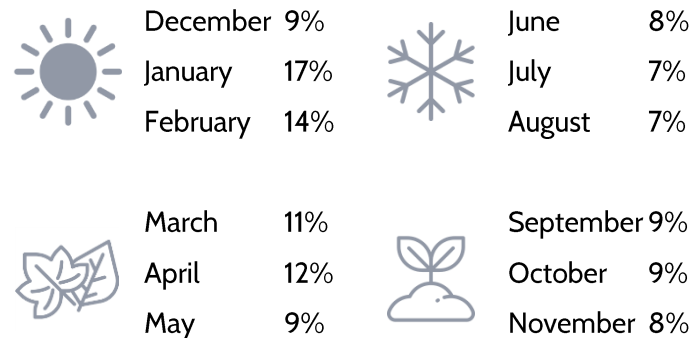 December 9%
January 17%
February 14%
June 8%
July 7%
August 7%
March 11%
April 12%
May 9%
September 9%
October 9%
November 8%